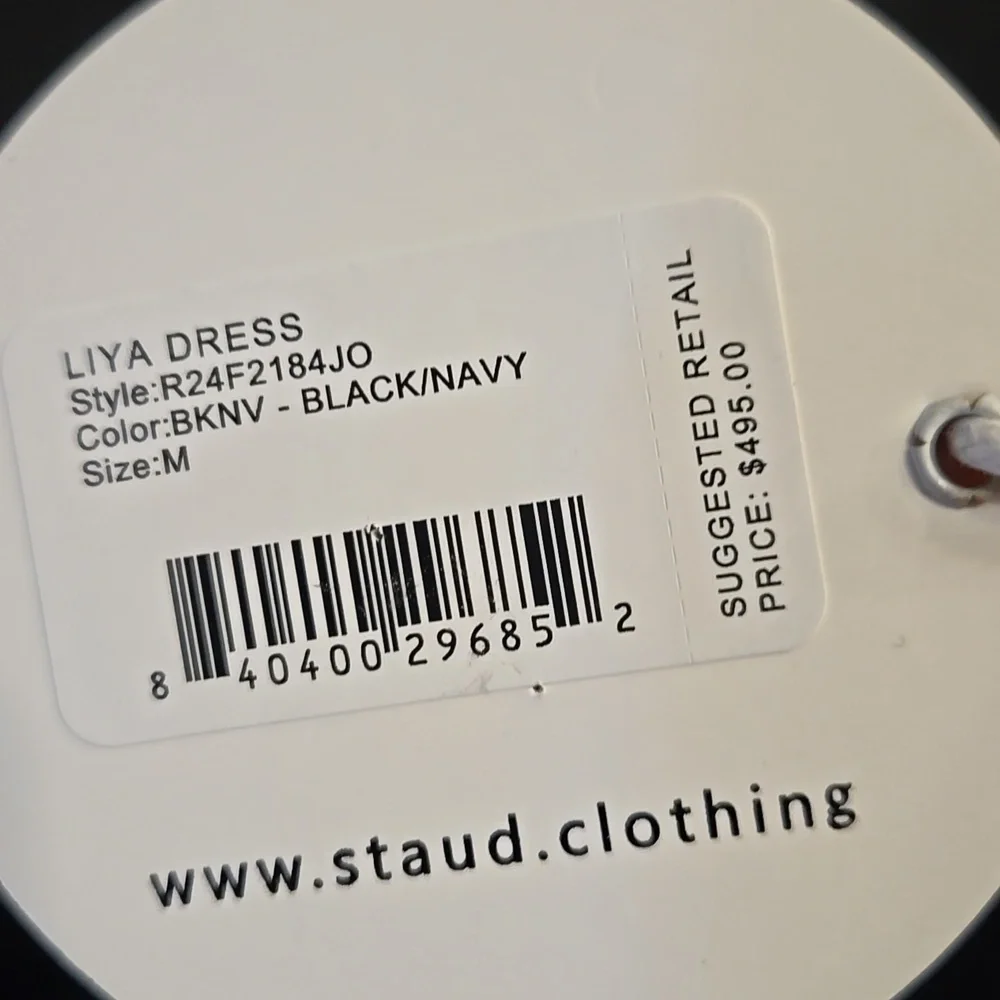 LIYA DRESS
Style:R24F2184JO
Color:BKNV - BLACK/NAVY
Size:M
8 40400 29685 2
SUGGESTED RETAIL
PRICE: $495.00
www.staud.clothing